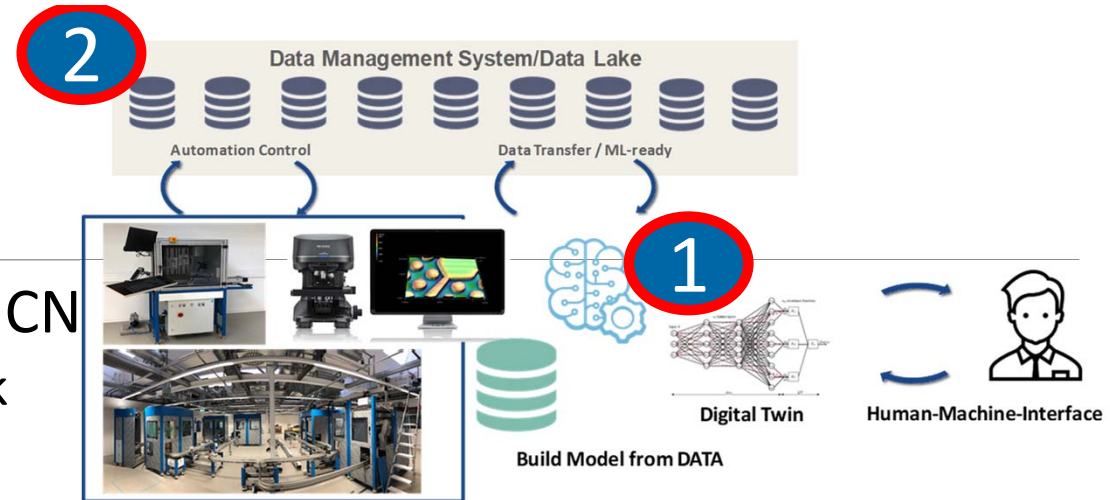 2
Data Management System/Data Lake
Automation Control
Data Transfer / ML-ready
1
CN
k
Digital Twin
Human-Machine-Interface
Build Model from DATA